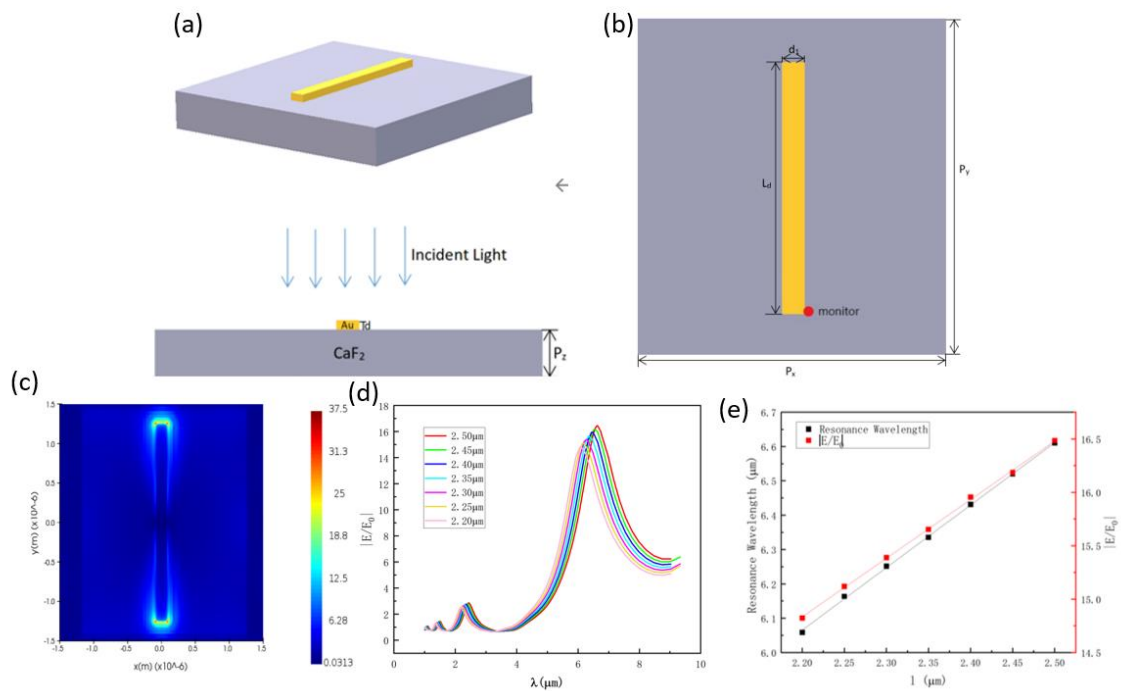 (a)
Incident Light
Au
Td
CaF₂
P_z
(b)
d₁
L_d
P_y
monitor
P_x
(c)
1.5
1.0
0.5
0.0
-0.5
-1.0
-1.5
y(m) (x10^-6)
-1.5 -1.0 -0.5 0.0 0.5 1.0 1.5
x(m) (x10^-6)
37.5
31.3
25
18.8
12.5
6.28
0.0313
(d)
18
16
14
12
10
8
6
4
2
0
|E/E₀|
2.50μm
2.45μm
2.40μm
2.35μm
2.30μm
2.25μm
2.20μm
0 2 4 6 8 10
λ(μm)
(e)
6.7
6.6
6.5
6.4
6.3
6.2
6.1
6.0
Resonance Wavelength (μm)
Resonance Wavelength
|E/E₀|
16.5
16.0
15.5
15.0
14.5
|E/E₀|
2.20 2.25 2.30 2.35 2.40 2.45 2.50
l (μm)